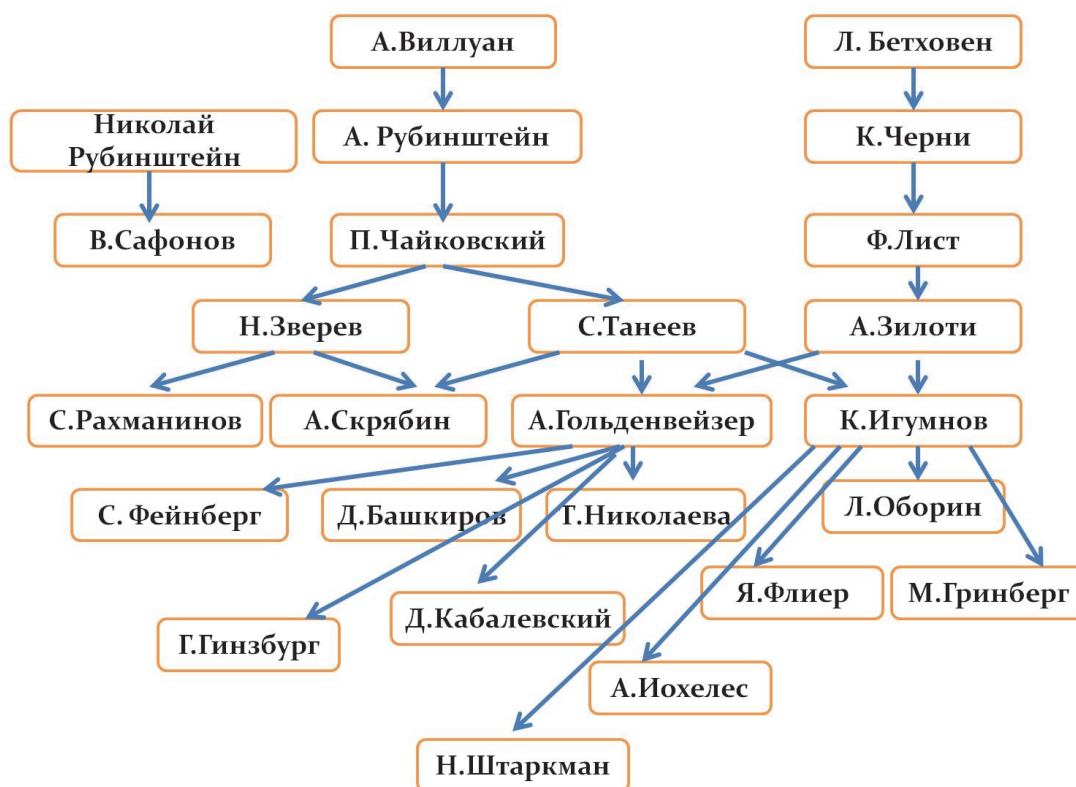 А.Виллуан
Л. Бетховен
Николай
Рубинштейн
А. Рубинштейн
К.Черни
В.Сафонов
П.Чайковский
Ф.Лист
Н.Зверев
С.Танеев
А.Зилоти
С.Рахманинов
А.Скрябин
А.Гольденвейзер
К.Игумнов
С. Фейнберг
Д.Башкиров
Т.Николаева
Л.Оборин
Я.Флиер
М.Гринберг
Д.Кабалевский
Г.Гинзбург
А.Иохелес
Н.Штаркман